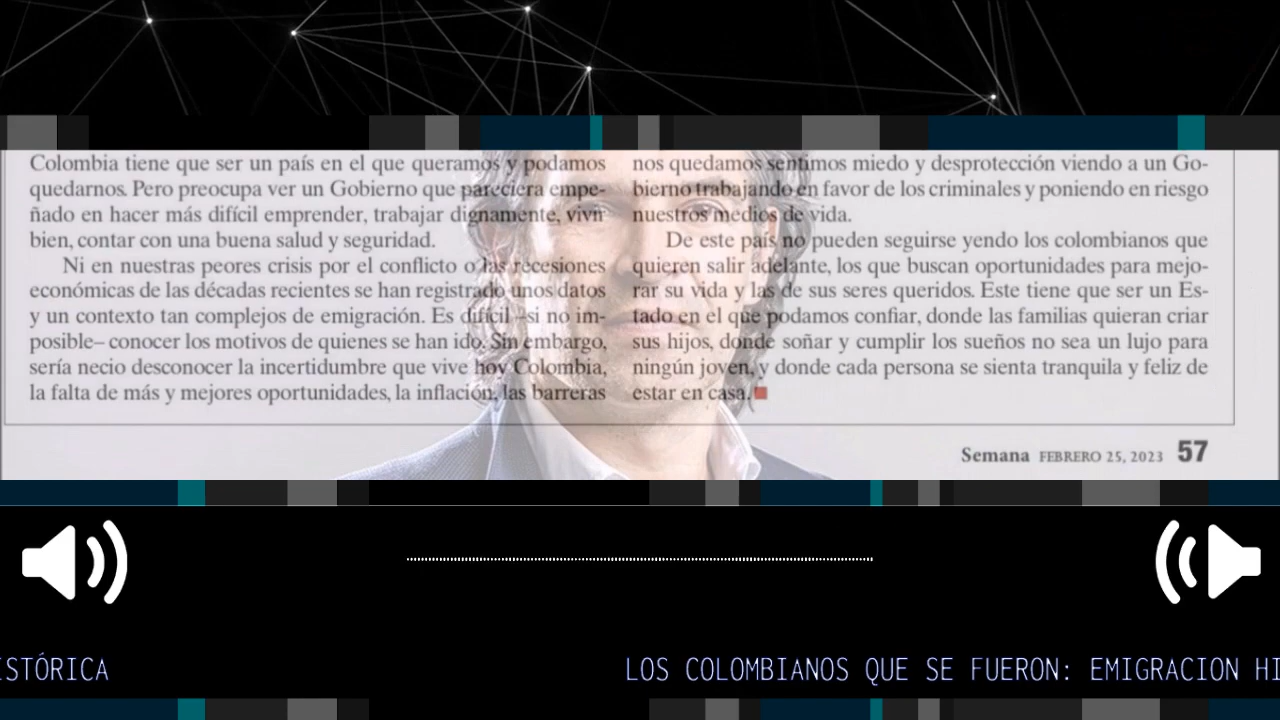 Colombia tiene que ser un país en el que queramos y podamos
quedarnos. Pero preocupa ver un Gobierno que pareciera empe-
ñado en hacer más difícil emprender, trabajar dignamente, vivir
bien, contar con una buena salud y seguridad.
Ni en nuestras peores crisis por el conflicto o las recesiones
económicas de las décadas recientes se han registrado unos datos
y un contexto tan complejos de emigración. Es difícil –si no im-
posible– conocer los motivos de quienes se han ido. Sin embargo,
sería necio desconocer la incertidumbre que vive hoy Colombia,
la falta de más y mejores oportunidades, la inflación, las barreras
nos quedamos sentimos miedo y desprotección viendo a un Go-
bierno trabajando en favor de los criminales y poniendo en riesgo
nuestros medios de vida.
De este país no pueden seguirse yendo los colombianos que
quieren salir adelante, los que buscan oportunidades para mejo-
rar su vida y las de sus seres queridos. Este tiene que ser un Es-
tado en el que podamos confiar, donde las familias quieran criar
sus hijos, donde soñar y cumplir los sueños no sea un lujo para
ningún joven, y donde cada persona se sienta tranquila y feliz de
estar en casa.
Semana FEBRERO 25, 2023 57
ISTÓRICA LOS COLOMBIANOS QUE SE FUERON: EMIGRACION HI